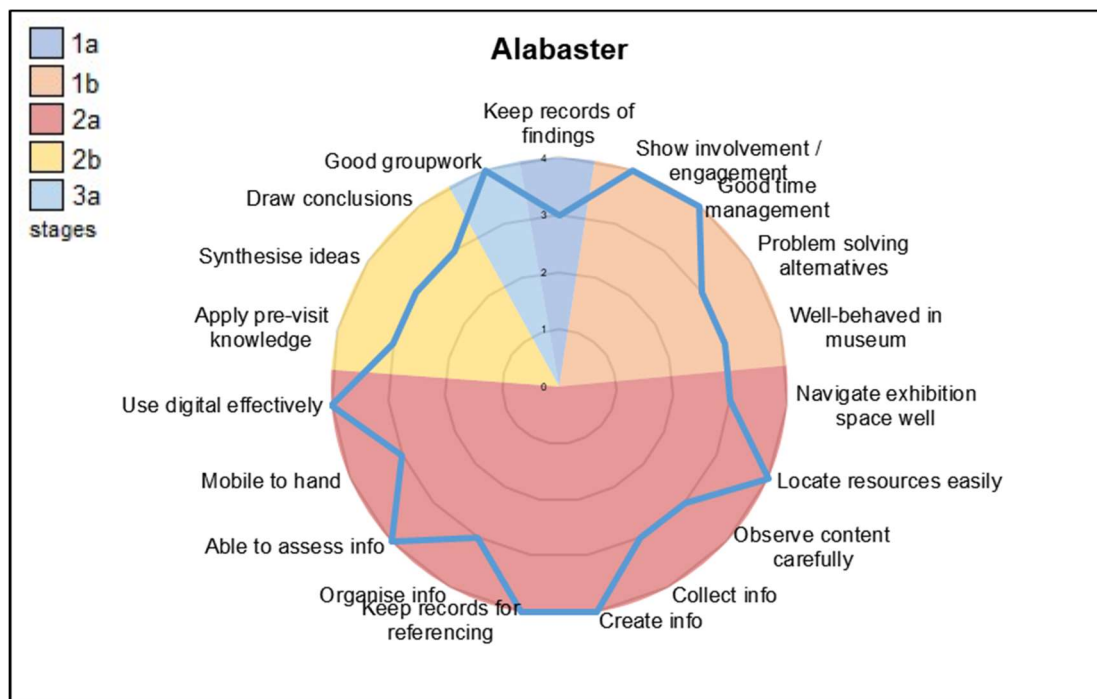 Alabaster
1a
1b
2a
2b
3a
stages
Keep records of
findings
Show involvement /
engagement
Good time
management
Problem solving
alternatives
Well-behaved in
museum
Navigate exhibition
space well
Locate resources easily
Observe content
carefully
Collect info
Create info
Keep records for
referencing
Organise info
Able to assess info
Mobile to hand
Use digital effectively
Apply pre-visit
knowledge
Synthesise ideas
Draw conclusions
Good groupwork
4
3
2
1
0